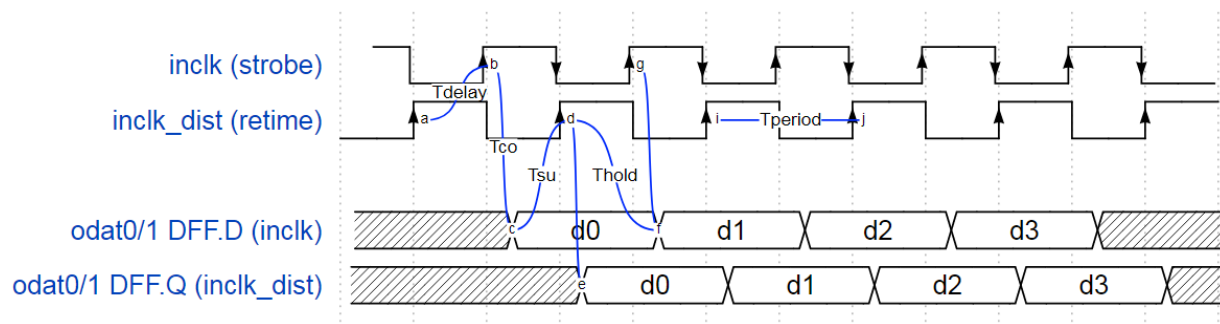 inclk (strobe) b g
Tdelay
inclk_dist (retime) a d i Tperiod j
Tco
Tsu Thold
odat0/1 DFF.D (inclk) c d0 f d1 d2 d3
odat0/1 DFF.Q (inclk_dist) e d0 d1 d2 d3